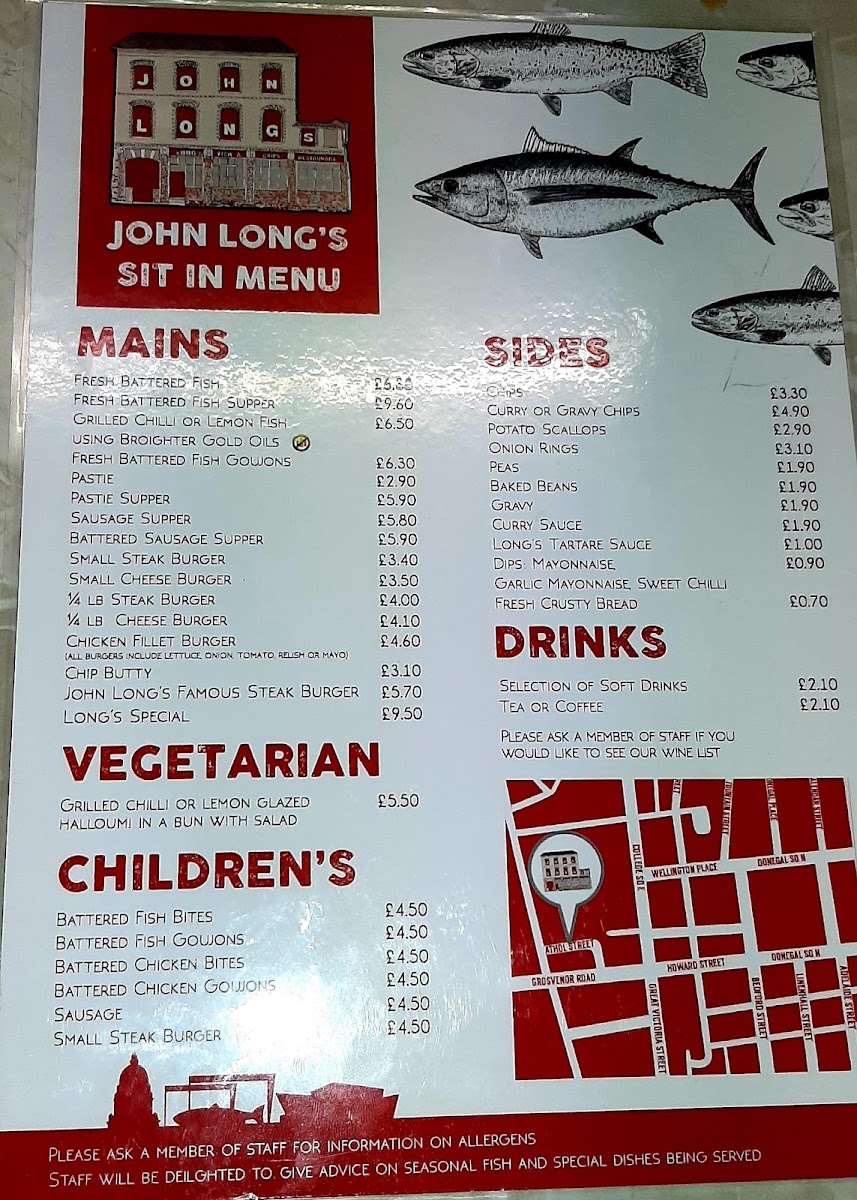 JOHN
LONGS
JOHN LONG'S
SIT IN MENU
MAINS
FRESH BATTERED FISH
FRESH BATTERED FISH SUPPER £9.60
GRILLED CHILLI OR LEMON FISH £6.50
USING BROIGHTER GOLD OILS
FRESH BATTERED FISH GOUJONS £6.30
PASTIE £2.90
PASTIE SUPPER £5.90
SAUSAGE SUPPER £5.80
BATTERED SAUSAGE SUPPER £5.90
SMALL STEAK BURGER £3.40
SMALL CHEESE BURGER £3.50
¼ LB STEAK BURGER £4.00
¼ LB CHEESE BURGER £4.10
CHICKEN FILLET BURGER £4.60
(ALL BURGERS INCLUDE LETTUCE, ONION, TOMATO, RELISH OR MAYO)
CHIP BUTTY £3.10
JOHN LONG'S FAMOUS STEAK BURGER £5.70
LONG'S SPECIAL £9.50
VEGETARIAN
GRILLED CHILLI OR LEMON GLAZED £5.50
HALLOUMI IN A BUN WITH SALAD
CHILDREN'S
BATTERED FISH BITES £4.50
BATTERED FISH GOUJONS £4.50
BATTERED CHICKEN BITES £4.50
BATTERED CHICKEN GOUJONS £4.50
SAUSAGE £4.50
SMALL STEAK BURGER £4.50
SIDES
CHIPS £3.30
CURRY OR GRAVY CHIPS £4.90
POTATO SCALLOPS £2.90
ONION RINGS £3.10
PEAS £1.90
BAKED BEANS £1.90
GRAVY £1.90
CURRY SAUCE £1.90
LONG'S TARTARE SAUCE £1.00
DIPS: MAYONNAISE, £0.90
GARLIC MAYONNAISE, SWEET CHILLI
FRESH CRUSTY BREAD £0.70
DRINKS
SELECTION OF SOFT DRINKS £2.10
TEA OR COFFEE £2.10
PLEASE ASK A MEMBER OF STAFF IF YOU
WOULD LIKE TO SEE OUR WINE LIST
COLLEGE SQ E
WELLINGTON PLACE
DONEGAL SQ N
ATHOL STREET
GROSVENOR ROAD
HOWARD STREET
DONEGAL SQ N
GREAT VICTORIA STREET
BEDFORD STREET
LINENHALL STREET
ADELAIDE STREET
PLEASE ASK A MEMBER OF STAFF FOR INFORMATION ON ALLERGENS
STAFF WILL BE DEILGHTED TO GIVE ADVICE ON SEASONAL FISH AND SPECIAL DISHES BEING SERVED